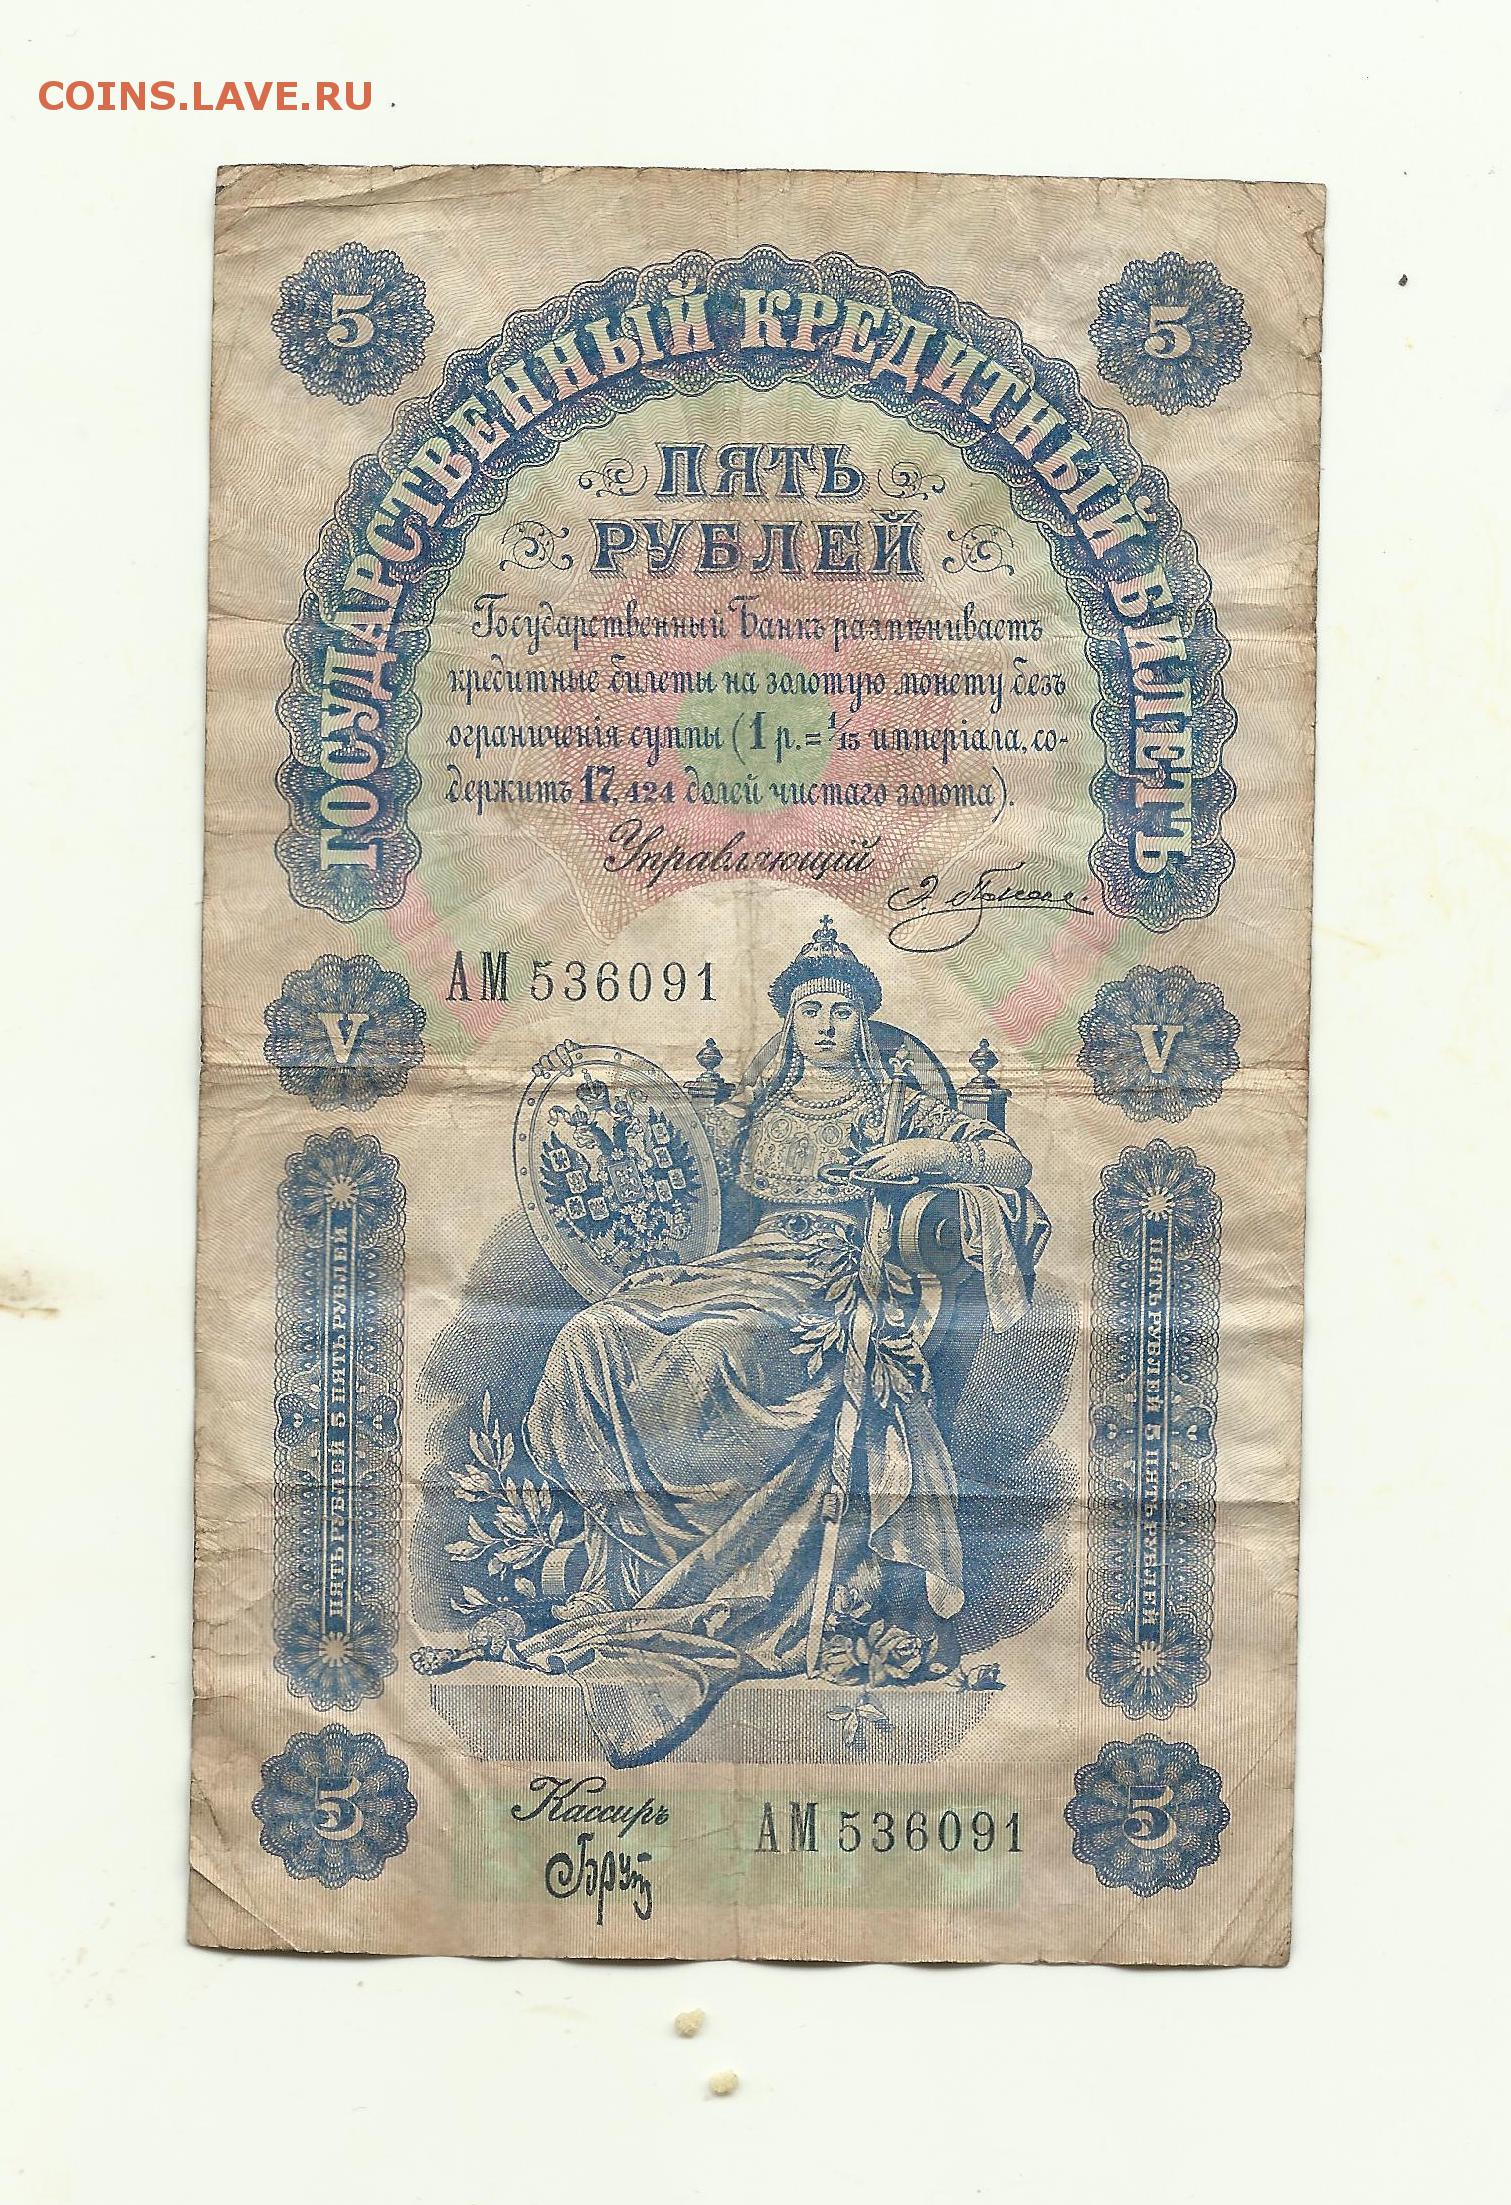 COINS.LAVE.RU
5
5
ГОСУДАРСТВЕННЫЙ КРЕДИТНЫЙ БИЛЕТЪ
ПЯТЬ
РУБЛЕЙ
Государственный Банкъ размѣниваетъ
кредитные билеты на золотую монету безъ
ограниченія суммы (1 р. = 1/15 имперіала, со-
держитъ 17,424 долей чистаго золота).
Управляющій
АМ 536091
V
V
ПЯТЬ РУБЛЕЙ 5 ПЯТЬ РУБЛЕЙ
ПЯТЬ РУБЛЕЙ 5 ПЯТЬ РУБЛЕЙ
Кассиръ
АМ 536091
5
5